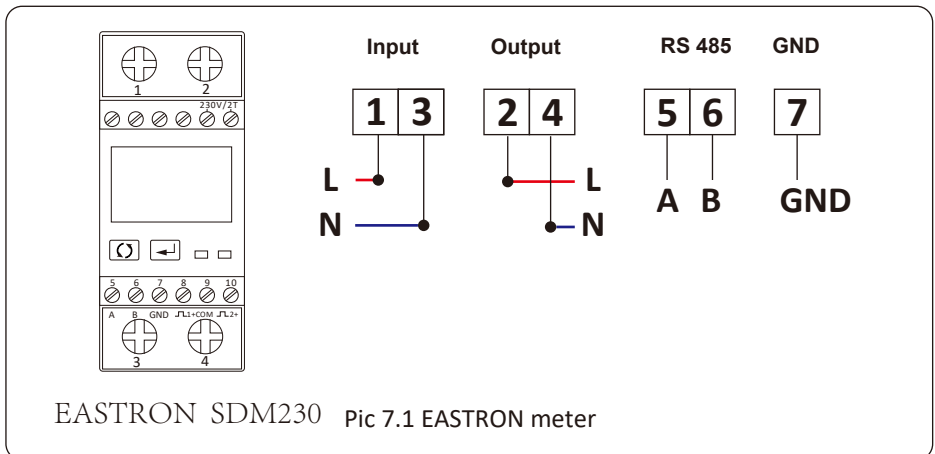 Input Output RS 485 GND
1 2
230V/2T
1 3 2 4 5 6 7
L L
N N
A B GND
5 6 7 8 9 10
A B GND 1+COM 2+
3 4
EASTRON SDM230 Pic 7.1 EASTRON meter